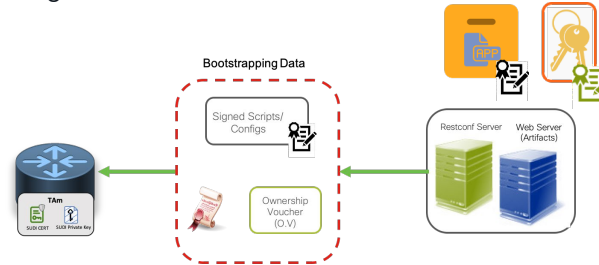 APP
Bootstrapping Data
Signed Scripts/
Configs
Restconf Server
Web Server
(Artifacts)
Ownership
Voucher
(O.V)
TAm
SUDI CERT
SUDI Private Key